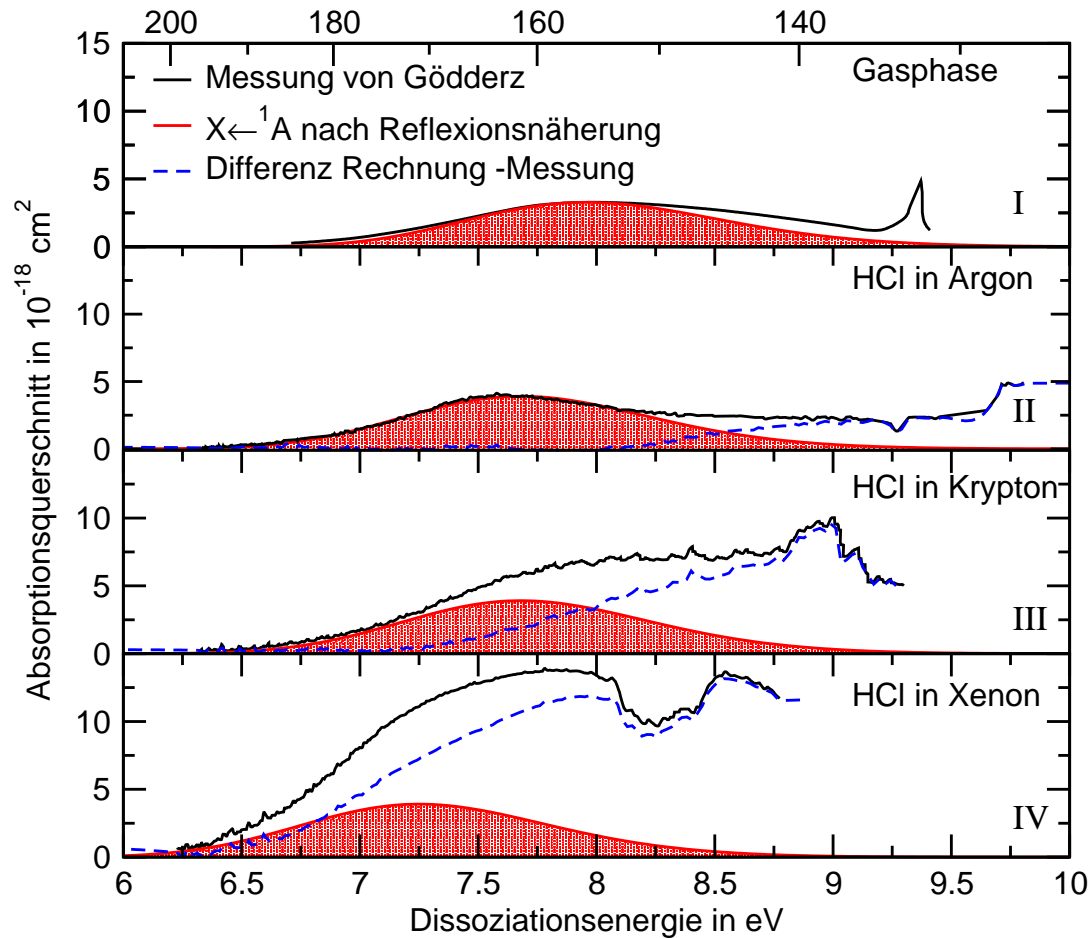 200 180 160 140
15
Messung von Gödderz
Gasphase
10
X←¹A nach Reflexionsnäherung
Differenz Rechnung -Messung
5
I
0
HCl in Argon
10
5
II
0
HCl in Krypton
10
5
III
0
HCl in Xenon
10
5
IV
0
6 6.5 7 7.5 8 8.5 9 9.5 10
Dissoziationsenergie in eV
Absorptionsquerschnitt in 10⁻¹⁸ cm²